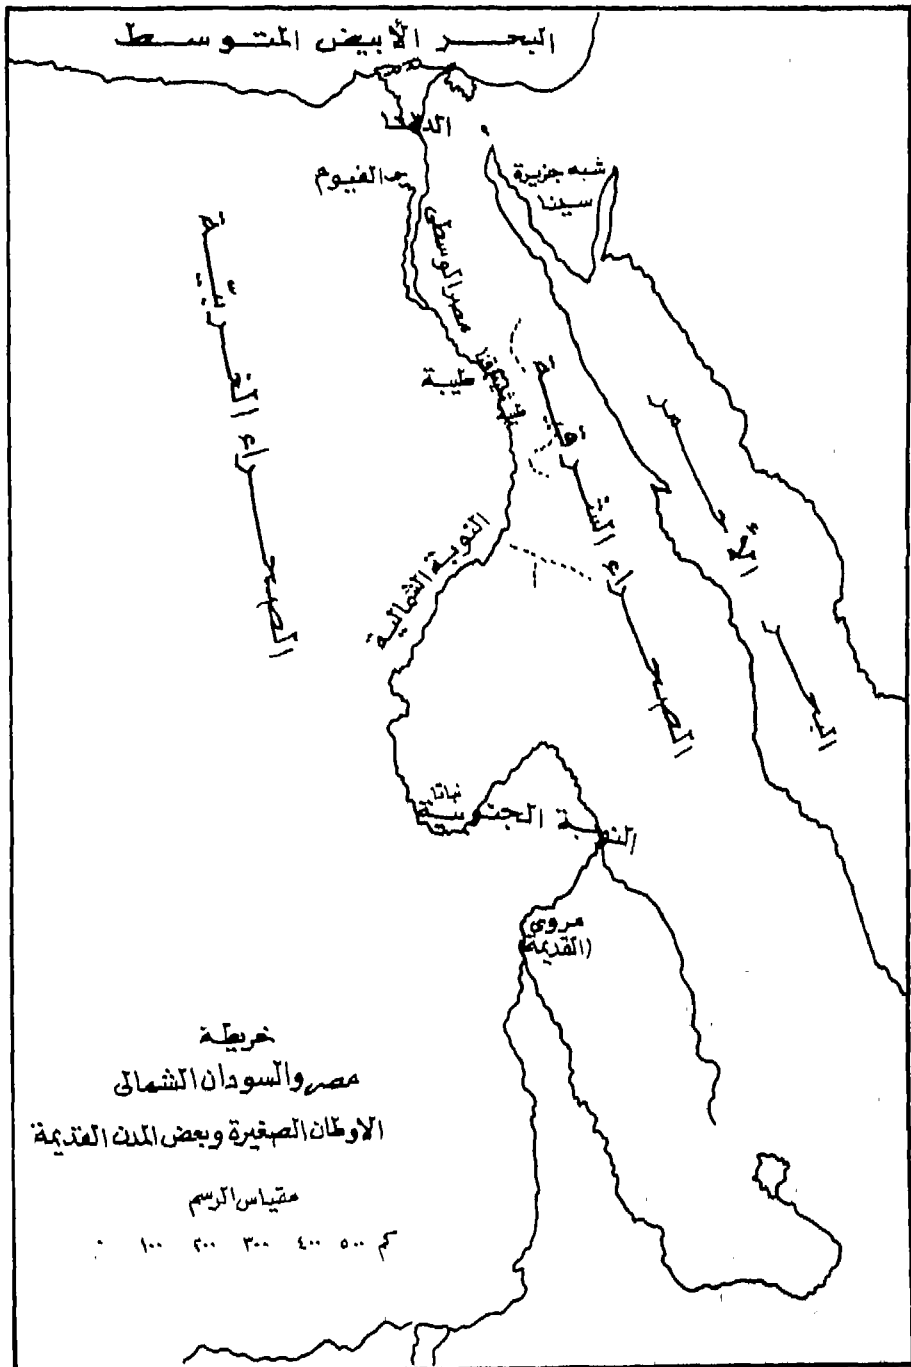 البحر الأبيض المتوسط
الدلتا
شبه جزيرة
سينا
الفيوم
مصر الوسطى
طيبة
الصحراء الغربية
الصحراء الشرقية
البحر الأحمر
النوبة الشمالية
نباتا
النوبة الجنوبية
مروى
(القديمة)
خريطة
مصر والسودان الشمالى
الاوطان الصغيرة وبعض المدن القديمة
مقياس الرسم
٠ ١٠٠ ٢٠٠ ٣٠٠ ٤٠٠ ٥٠٠ كم